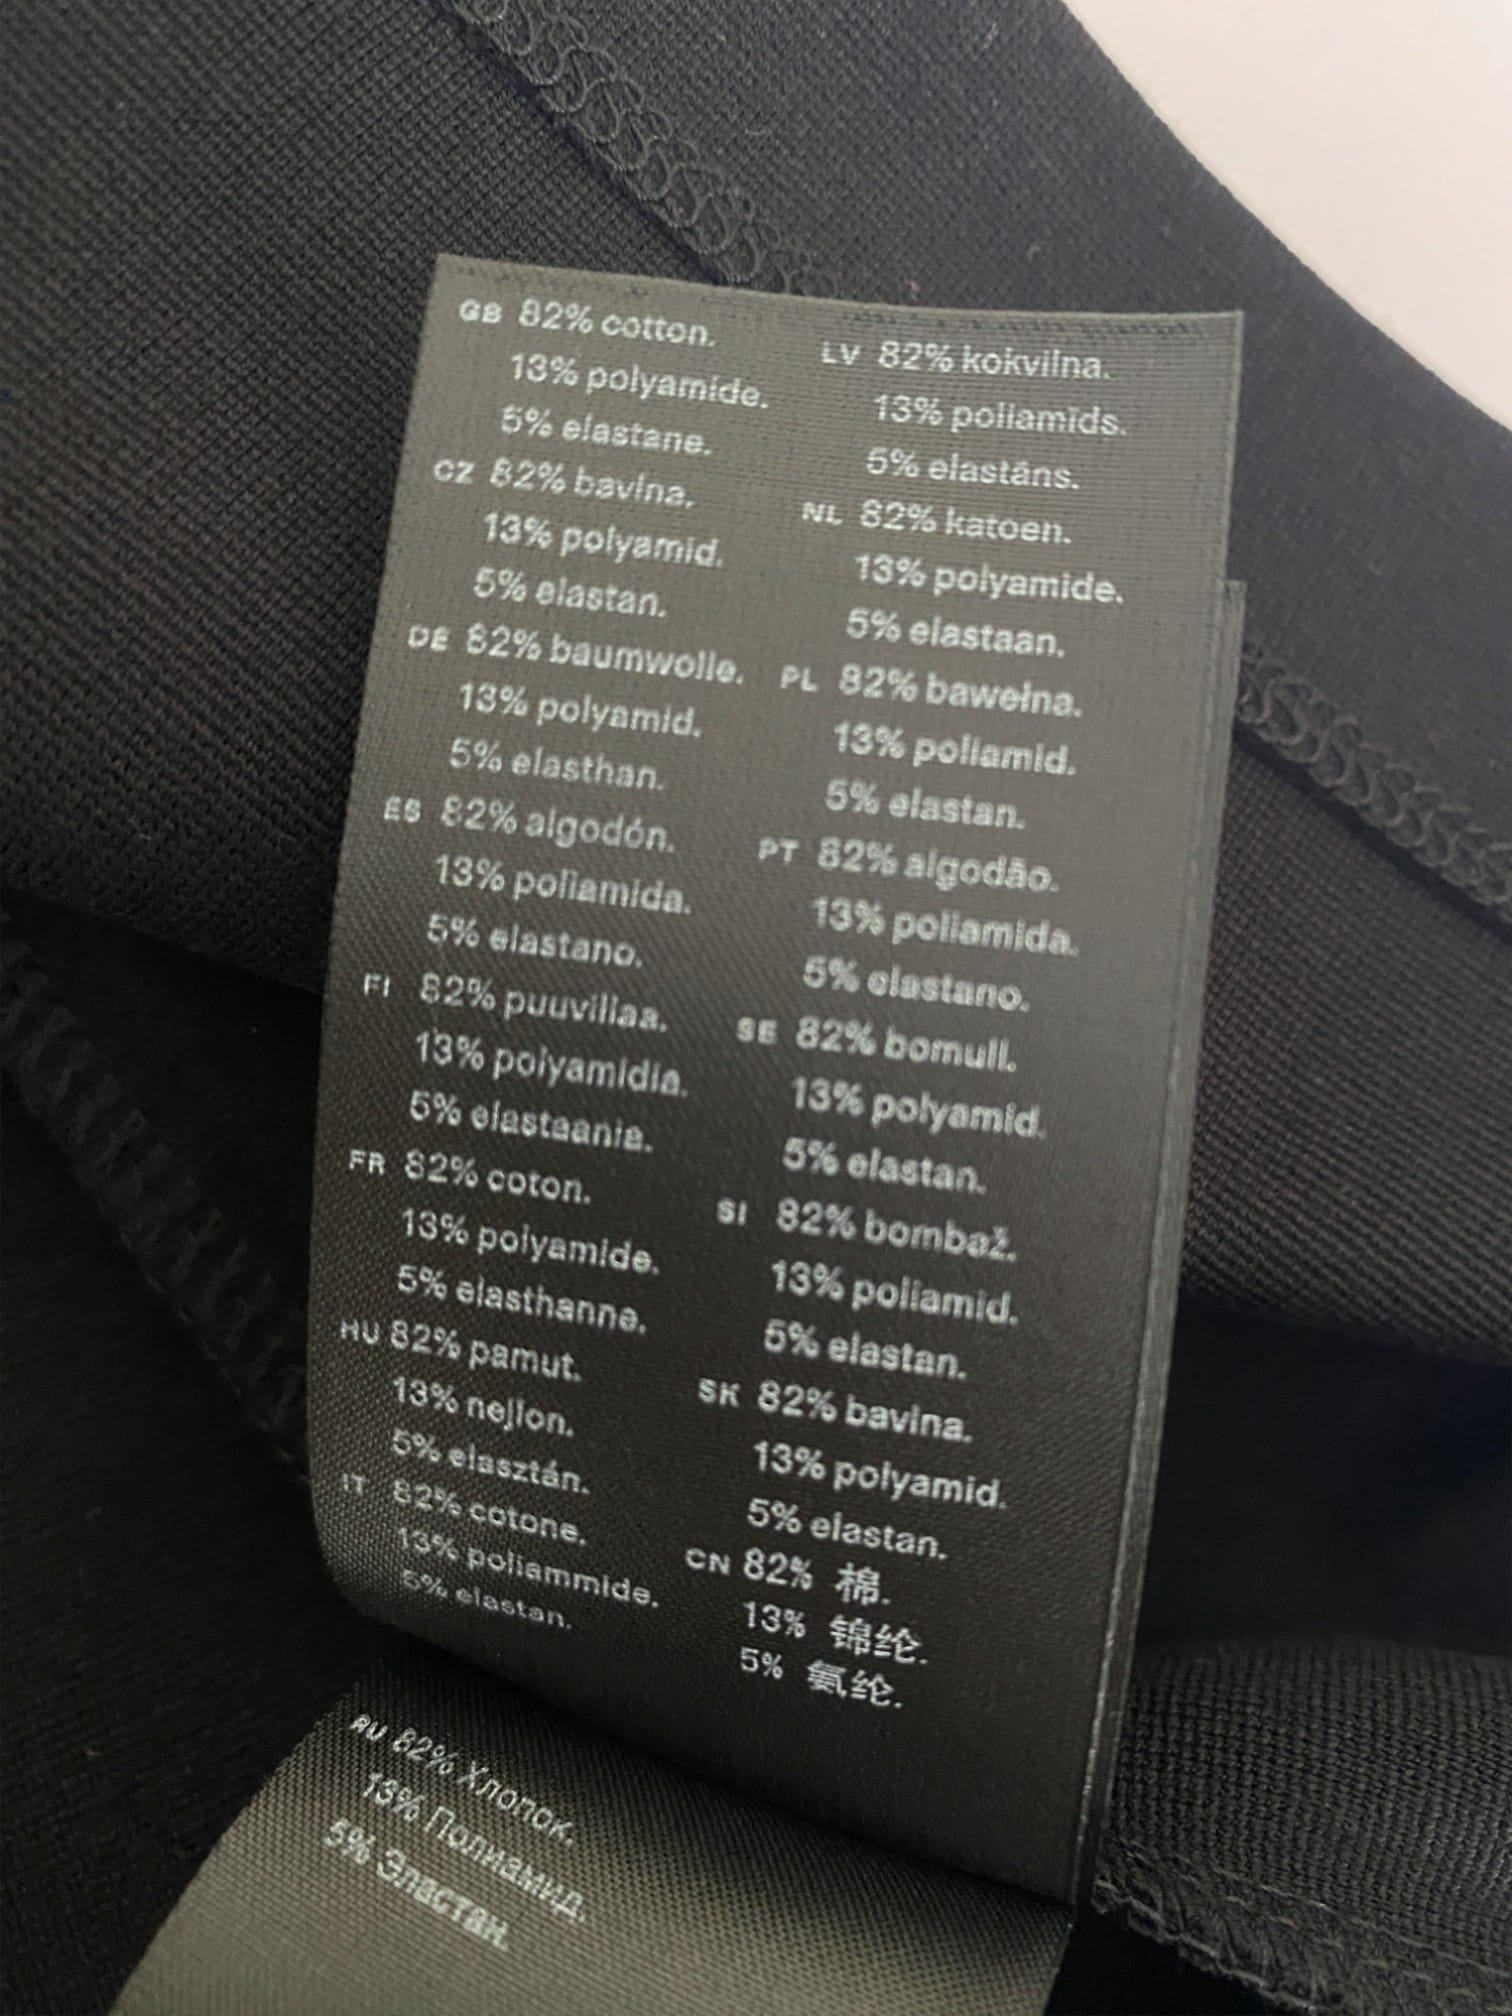 GB 82% cotton.
13% polyamide.
5% elastane.
CZ 82% bavlna.
13% polyamid.
5% elastan.
DE 82% baumwolle.
13% polyamid.
5% elasthan.
ES 82% algodón.
13% poliamida.
5% elastano.
FI 82% puuvillaa.
13% polyamidia.
5% elastaania.
FR 82% coton.
13% polyamide.
5% elasthanne.
HU 82% pamut.
13% nejlon.
5% elasztán.
IT 82% cotone.
13% poliammide.
5% elastan.
LV 82% kokvilna.
13% poliamīds.
5% elastāns.
NL 82% katoen.
13% polyamide.
5% elastaan.
PL 82% bawełna.
13% poliamid.
5% elastan.
PT 82% algodão.
13% poliamida.
5% elastano.
SE 82% bomull.
13% polyamid.
5% elastan.
SI 82% bombaž.
13% poliamid.
5% elastan.
SK 82% bavlna.
13% polyamid.
5% elastan.
CN 82% 棉.
13% 锦纶.
5% 氨纶.
RU 82% Хлопок.
13% Полиамид.
5% Эластан.